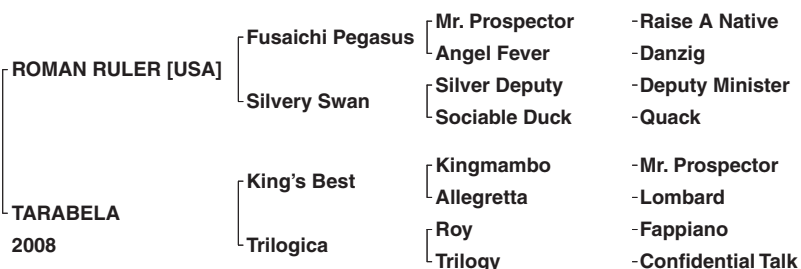 Mr. Prospector -Raise A Native
Fusaichi Pegasus
Angel Fever -Danzig
ROMAN RULER [USA]
Silver Deputy -Deputy Minister
Silvery Swan
Sociable Duck -Quack
Kingmambo -Mr. Prospector
King's Best
Allegretta -Lombard
TARABELA
Roy -Fappiano
2008
Trilogica
Trilogy -Confidential Talk